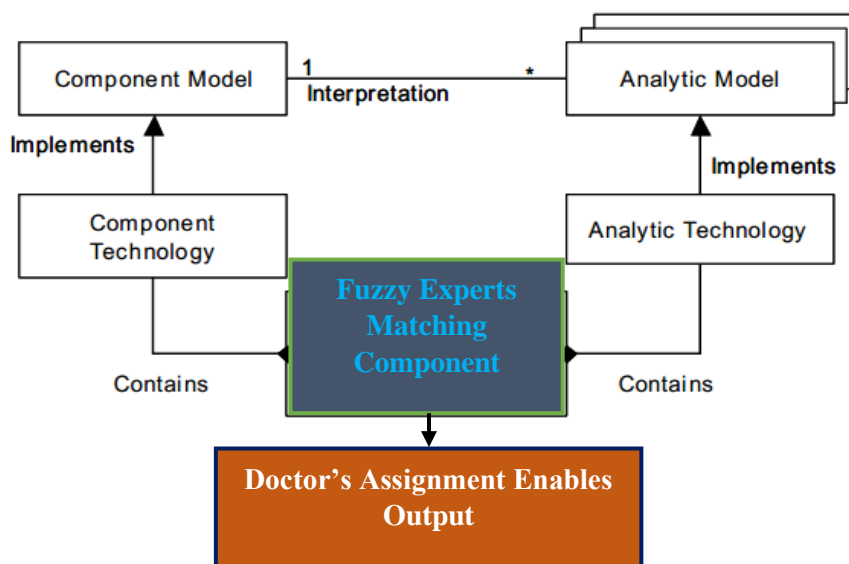 Component Model
1
Interpretation
*
Analytic Model
Implements
Implements
Component
Technology
Analytic Technology
Fuzzy Experts
Matching
Component
Contains
Contains
Doctor’s Assignment Enables
Output